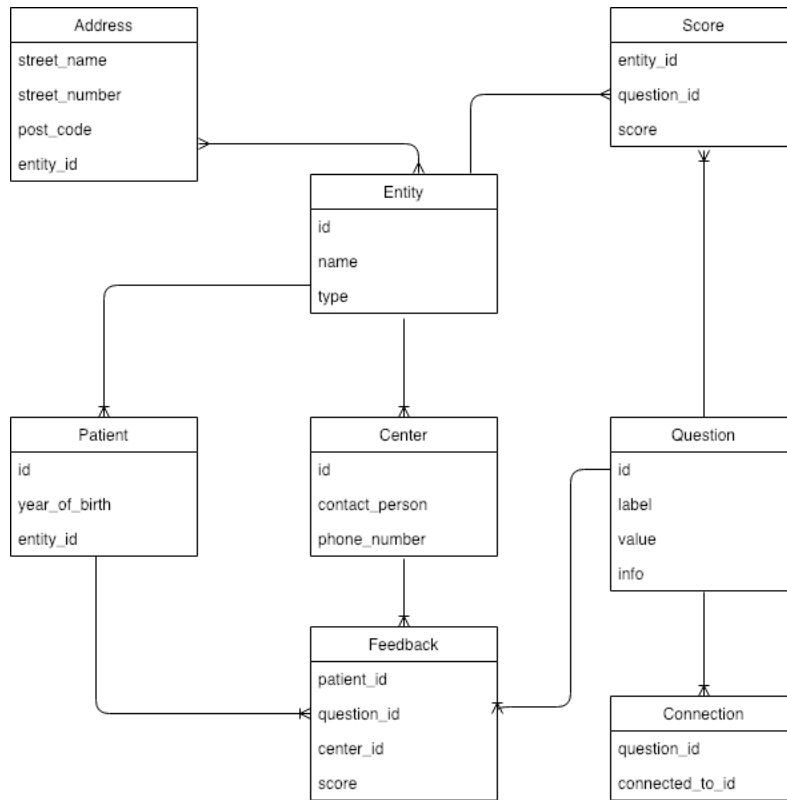 Address
street_name
street_number
post_code
entity_id
Score
entity_id
question_id
score
Entity
id
name
type
Patient
id
year_of_birth
entity_id
Center
id
contact_person
phone_number
Question
id
label
value
info
Feedback
patient_id
question_id
center_id
score
Connection
question_id
connected_to_id